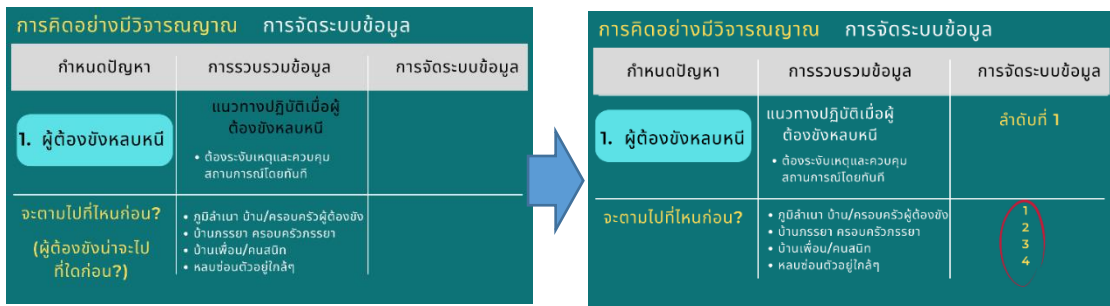 การคิดอย่างมีวิจารณญาณ การจัดระบบข้อมูล
กำหนดปัญหา การรวบรวมข้อมูล การจัดระบบข้อมูล
แนวทางปฏิบัติเมื่อผู้
ต้องขังหลบหนี
1. ผู้ต้องขังหลบหนี
• ต้องระงับเหตุและควบคุม
สถานการณ์โดยทันที
จะตามไปที่ไหนก่อน?
(ผู้ต้องขังน่าจะไป
ที่ใดก่อน?)
• ภูมิลำเนา บ้าน/ครอบครัวผู้ต้องขัง
• บ้านภรรยา ครอบครัวภรรยา
• บ้านเพื่อน/คนสนิท
• หลบซ่อนตัวอยู่ใกล้ๆ
การคิดอย่างมีวิจารณญาณ การจัดระบบข้อมูล
กำหนดปัญหา การรวบรวมข้อมูล การจัดระบบข้อมูล
แนวทางปฏิบัติเมื่อผู้
ต้องขังหลบหนี
1. ผู้ต้องขังหลบหนี
• ต้องระงับเหตุและควบคุม
สถานการณ์โดยทันที
ลำดับที่ 1
จะตามไปที่ไหนก่อน?
• ภูมิลำเนา บ้าน/ครอบครัวผู้ต้องขัง
• บ้านภรรยา ครอบครัวภรรยา
• บ้านเพื่อน/คนสนิท
• หลบซ่อนตัวอยู่ใกล้ๆ
1
2
3
4